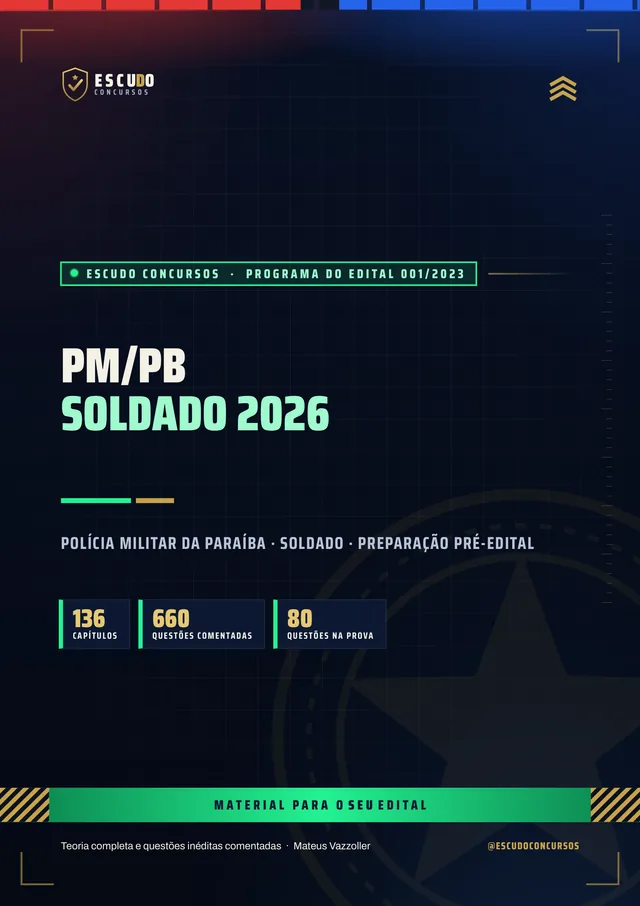 ESCUDO
CONCURSOS
ESCUDO CONCURSOS · PROGRAMA DO EDITAL 001/2023
PM/PB
SOLDADO 2026
POLÍCIA MILITAR DA PARAÍBA · SOLDADO · PREPARAÇÃO PRÉ-EDITAL
136
CAPÍTULOS
660
QUESTÕES COMENTADAS
80
QUESTÕES NA PROVA
MATERIAL PARA O SEU EDITAL
Teoria completa e questões inéditas comentadas · Mateus Vazzoller
@ESCUDOCONCURSOS